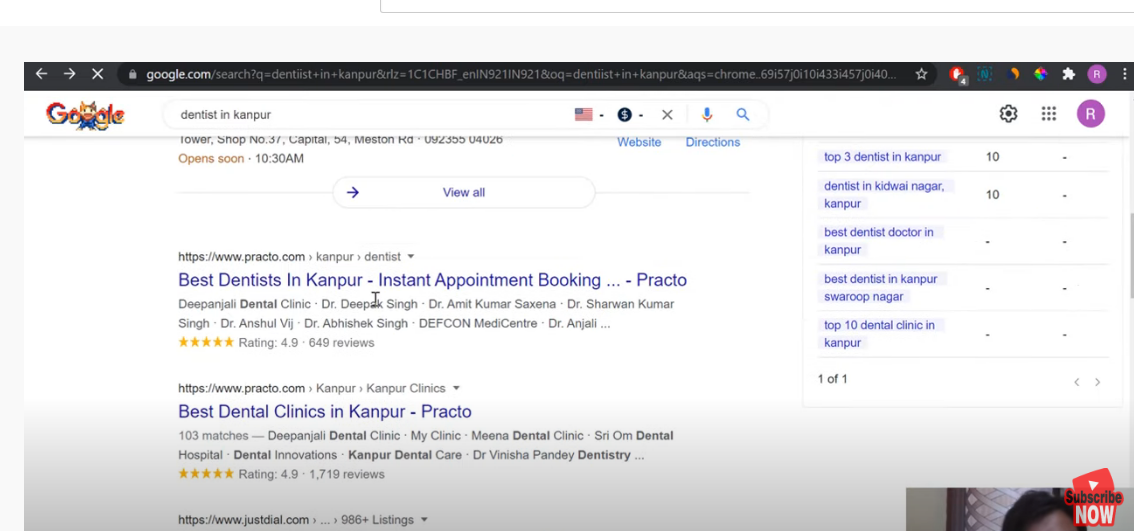 google.com/search?q=dentiist+in+kanpur&rlz=1C1CHBF_enIN921IN921&oq=dentiist+in+kanpur&aqs=chrome..69i57j0i10i433i457j0i40...
4
R
Google
dentist in kanpur
R
Tower, Shop No.37, Capital, 54, Meston Rd · 092355 04026
Opens soon · 10:30AM
Website
Directions
View all
https://www.practo.com › kanpur › dentist
Best Dentists In Kanpur - Instant Appointment Booking ... - Practo
Deepanjali Dental Clinic · Dr. Deepak Singh · Dr. Amit Kumar Saxena · Dr. Sharwan Kumar
Singh · Dr. Anshul Vij · Dr. Abhishek Singh · DEFCON MediCentre · Dr. Anjali ...
★★★★★ Rating: 4.9 · 649 reviews
https://www.practo.com › Kanpur › Kanpur Clinics
Best Dental Clinics in Kanpur - Practo
103 matches — Deepanjali Dental Clinic · My Clinic · Meena Dental Clinic · Sri Om Dental
Hospital · Dental Innovations · Kanpur Dental Care · Dr Vinisha Pandey Dentistry ...
★★★★★ Rating: 4.9 · 1,719 reviews
https://www.justdial.com › ... › 986+ Listings
top 3 dentist in kanpur 10 -
dentist in kidwai nagar,
kanpur 10 -
best dentist doctor in
kanpur - -
best dentist in kanpur
swaroop nagar - -
top 10 dental clinic in
kanpur - -
1 of 1
Subscribe
NOW